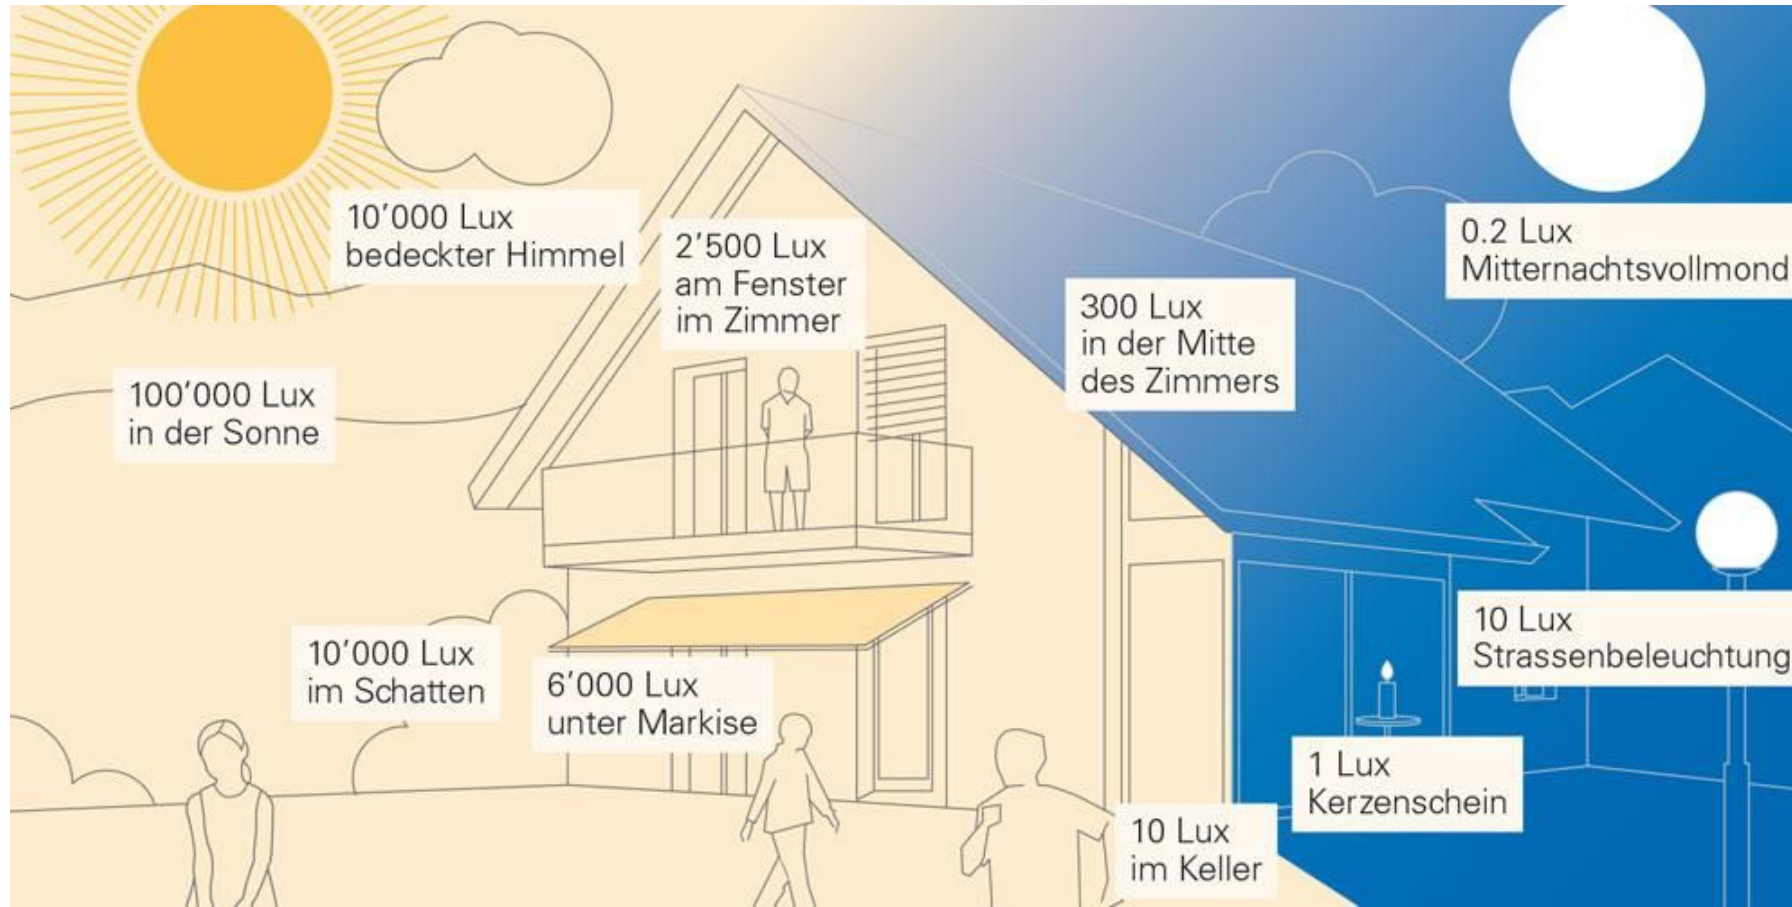 10’000 Lux
bedeckter Himmel
2’500 Lux
am Fenster
im Zimmer
0.2 Lux
Mitternachtsvollmond
300 Lux
in der Mitte
des Zimmers
100’000 Lux
in der Sonne
10’000 Lux
im Schatten
6’000 Lux
unter Markise
10 Lux
Strassenbeleuchtung
1 Lux
Kerzenschein
10 Lux
im Keller